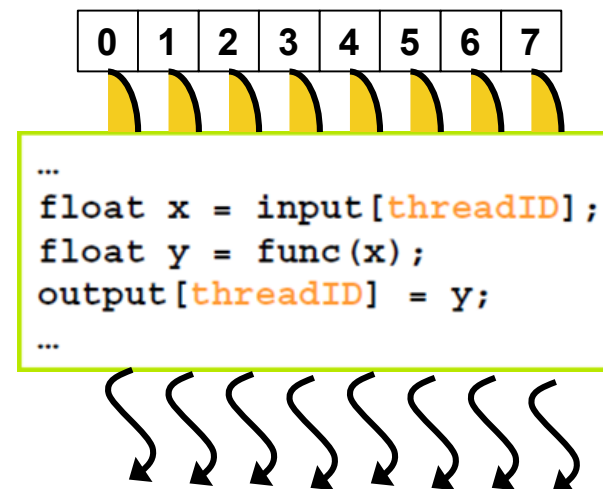 0 1 2 3 4 5 6 7
…
float x = input[threadID];
float y = func(x);
output[threadID] = y;
…